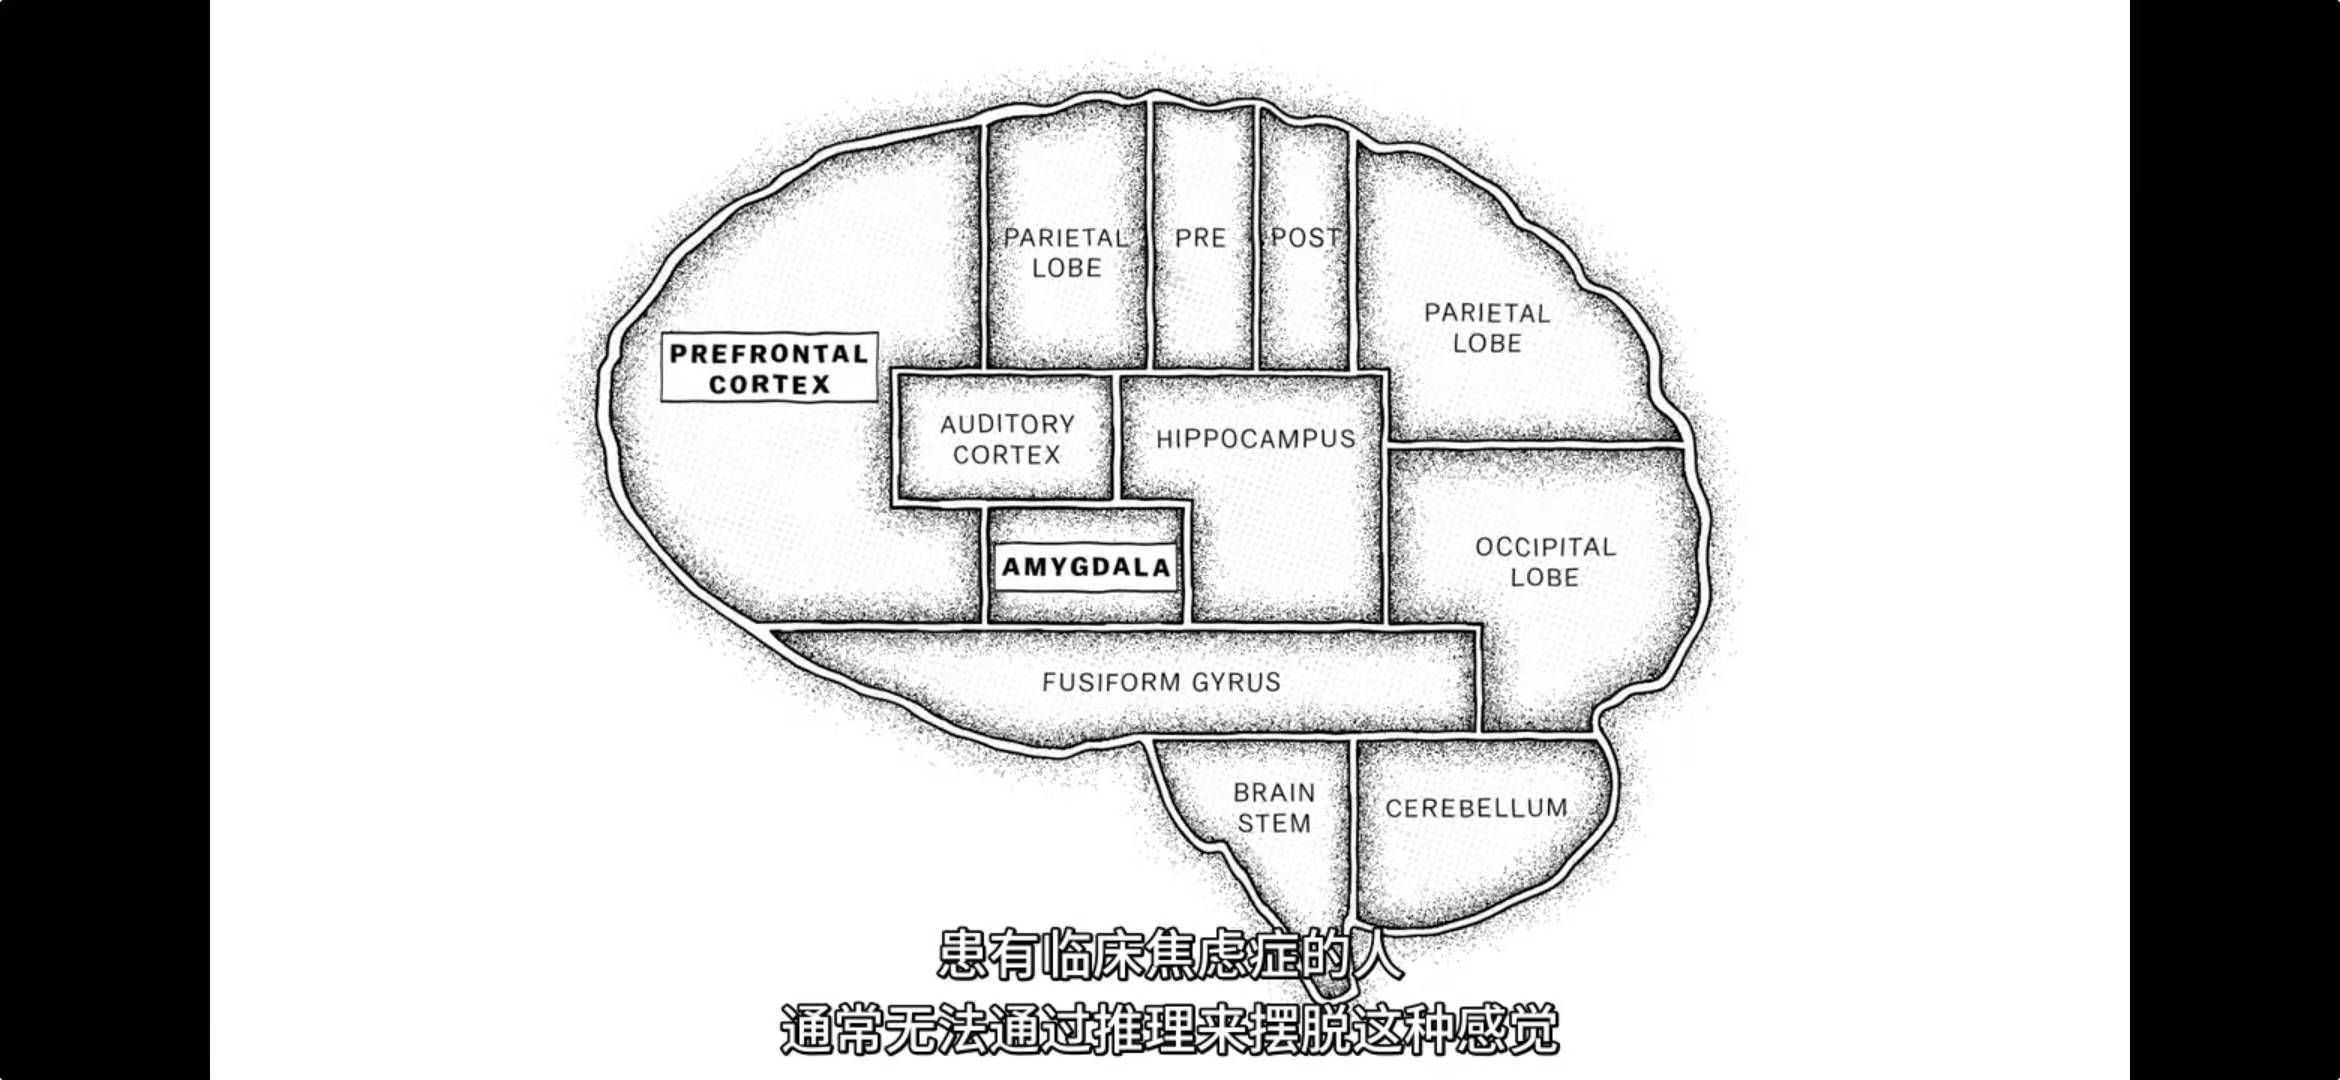 PARIETAL
LOBE
PRE
POST
PARIETAL
LOBE
PREFRONTAL
CORTEX
AUDITORY
CORTEX
HIPPOCAMPUS
AMYGDALA
OCCIPITAL
LOBE
FUSIFORM GYRUS
BRAIN
STEM
CEREBELLUM
患有临床焦虑症的人
通常无法通过推理来摆脱这种感觉